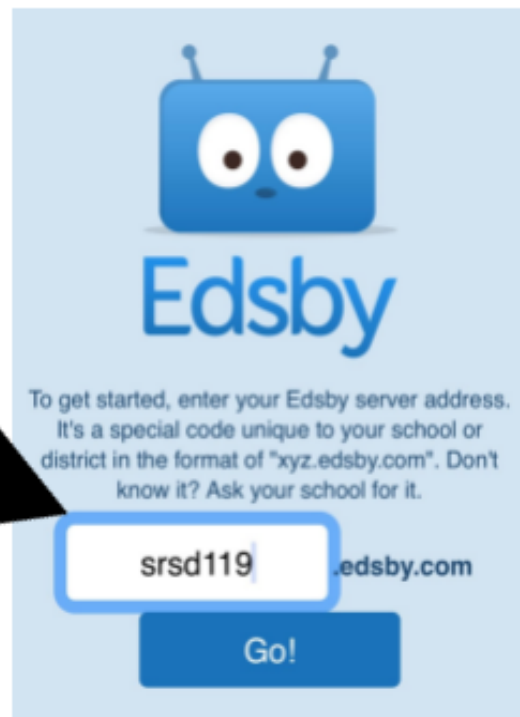 Edsby
To get started, enter your Edsby server address.
It's a special code unique to your school or
district in the format of "xyz.edsby.com". Don't
know it? Ask your school for it.
srsd119 .edsby.com
Go!